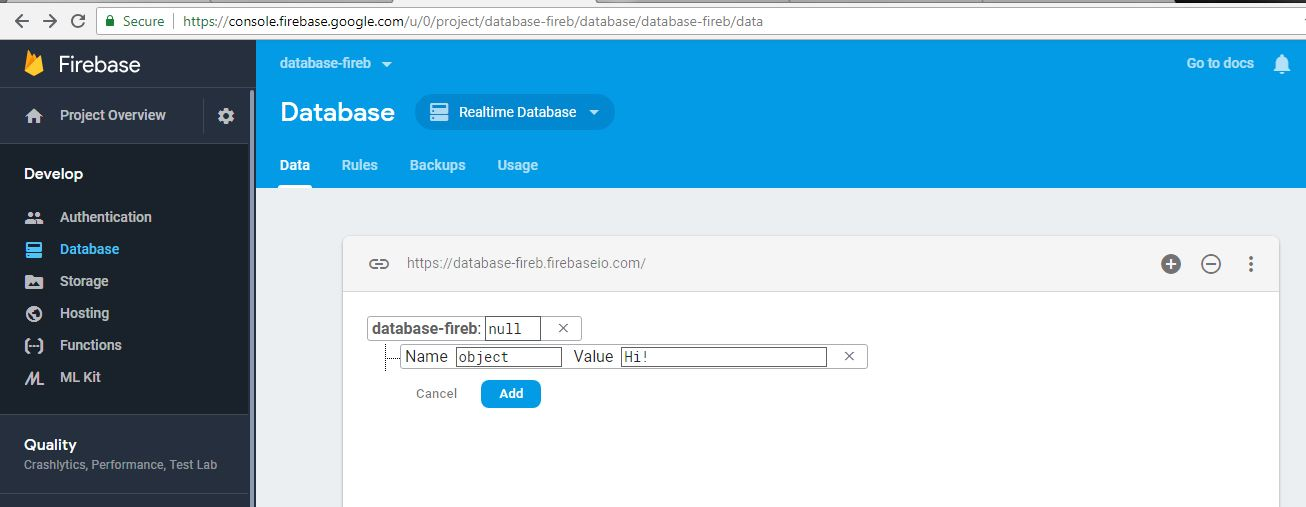 Secure https://console.firebase.google.com/u/0/project/database-fireb/database/database-fireb/data
Firebase
database-fireb
Go to docs
Project Overview
Database
Realtime Database
Data Rules Backups Usage
Develop
Authentication
Database
Storage
Hosting
Functions
ML Kit
Quality
Crashlytics, Performance, Test Lab
https://database-fireb.firebaseio.com/
database-fireb: null
Name object Value Hi!
Cancel Add